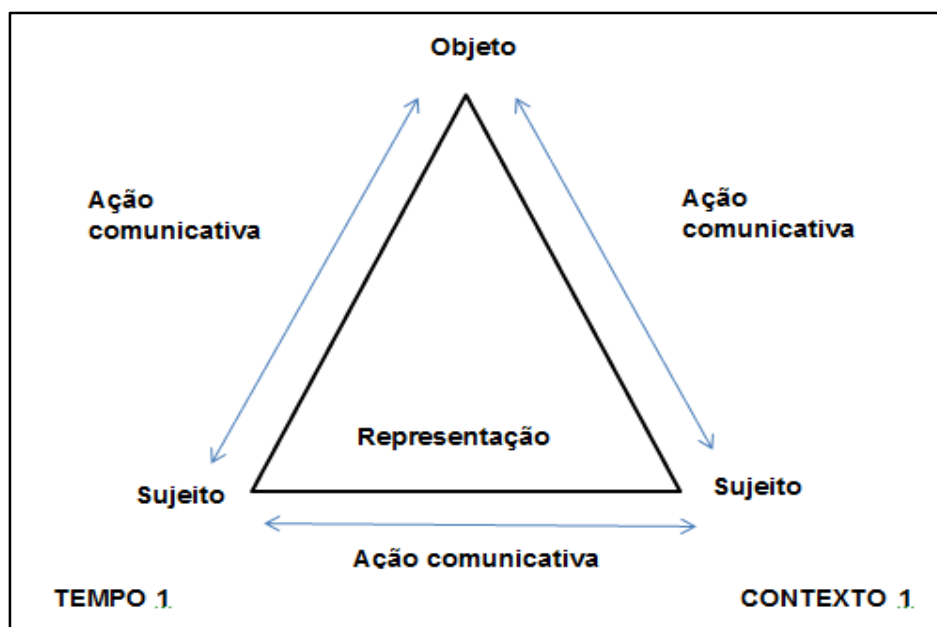 Objeto
Ação
comunicativa
Ação
comunicativa
Representação
Sujeito
Sujeito
Ação comunicativa
TEMPO 1
CONTEXTO 1